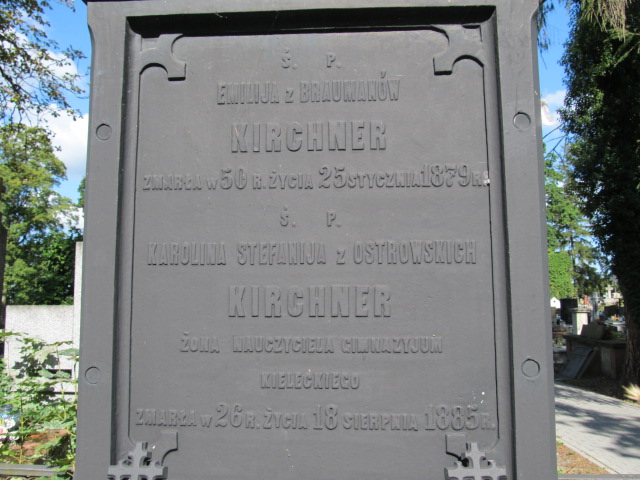 Ś. P.
EMILIJA z BRAUMANÓW
KIRCHNER
ZMARŁA W 50 R. ŻYCIA 25 STYCZNIA 1879 R.
Ś. P.
KAROLINA STEFANIJA z OSTROWSKICH
KIRCHNER
ŻONA NAUCZYCIELA GIMNAZYJUM
KIELECKIEGO
ZMARŁA W 26 R. ŻYCIA 18 SIERPNIA 1885 R.